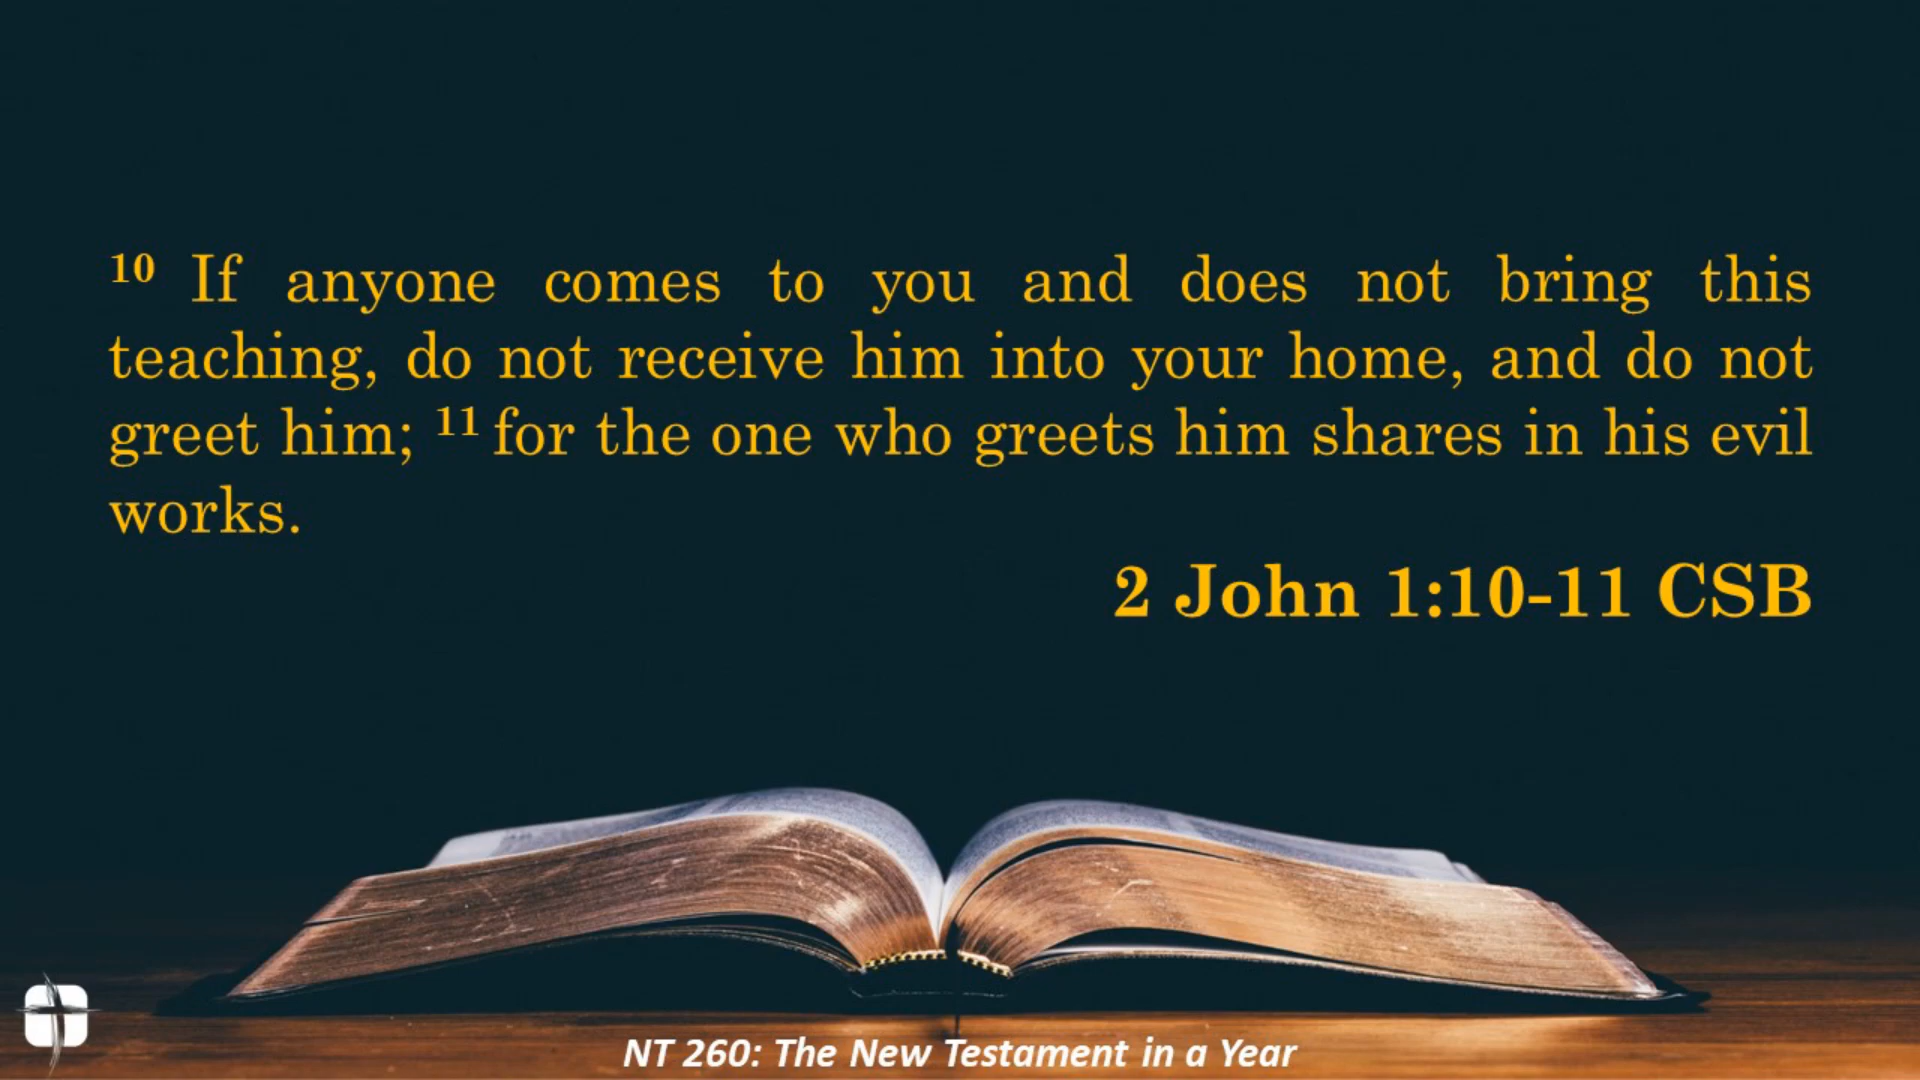 10 If anyone comes to you and does not bring this
teaching, do not receive him into your home, and do not
greet him; 11 for the one who greets him shares in his evil
works.
2 John 1:10-11 CSB
NT 260: The New Testament in a Year